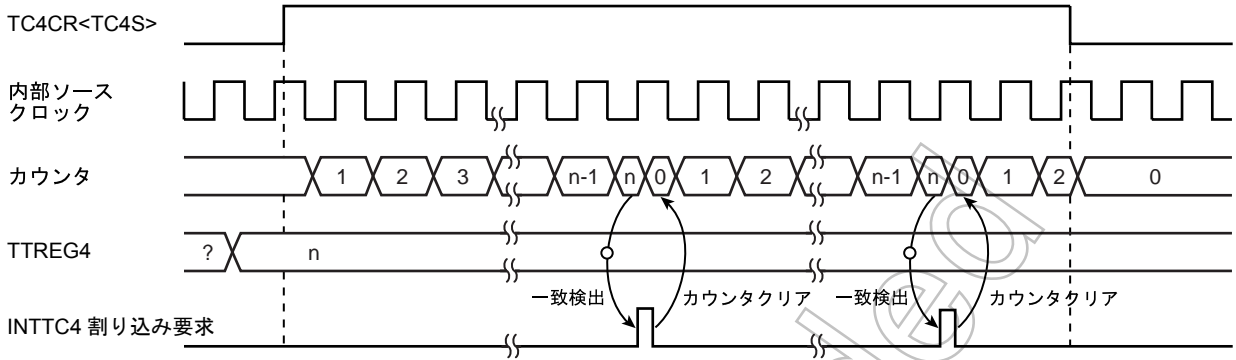 TC4CR<TC4S>
内部ソース
クロック
カウンタ 1 2 3 n-1 n 0 1 2 n-1 n 0 1 2 0
TTREG4 ? n
一致検出 カウンタクリア 一致検出 カウンタクリア
INTTC4 割り込み要求